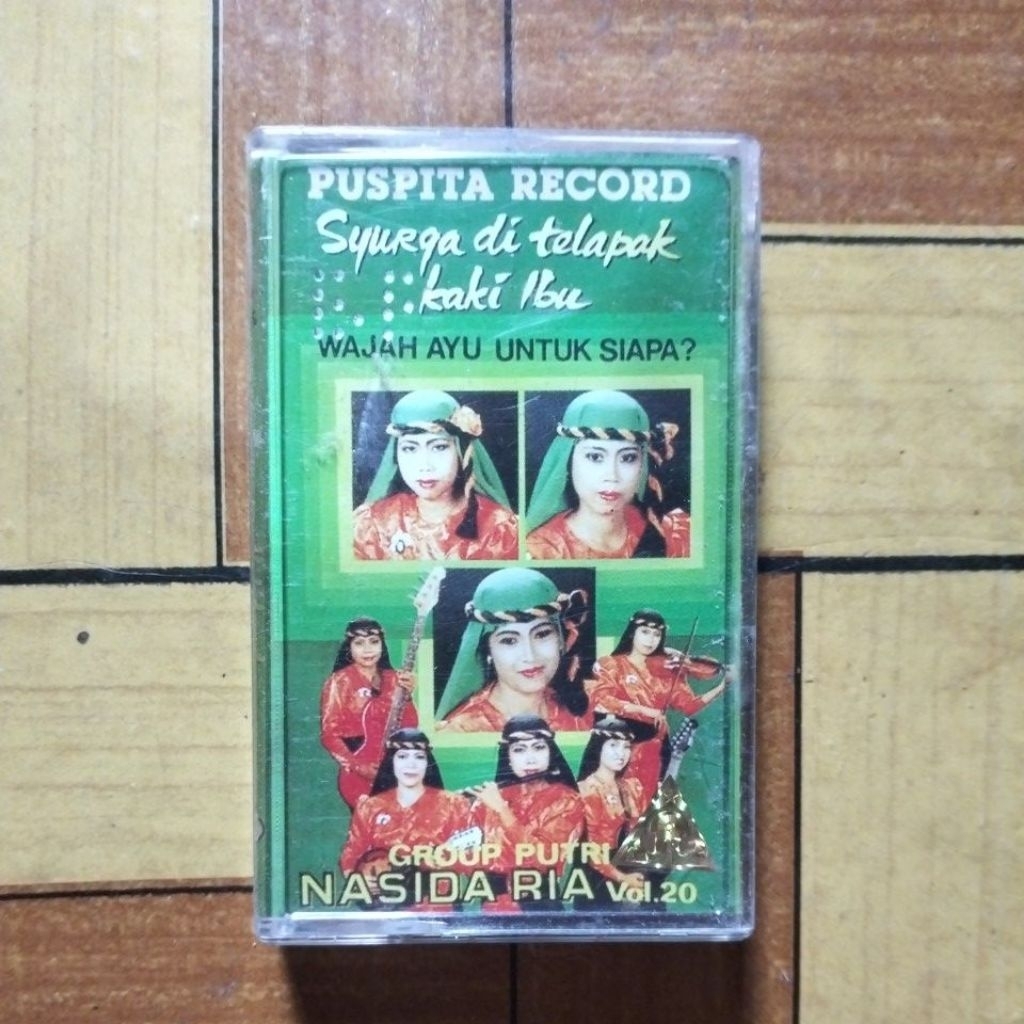 PUSPITA RECORD
Syurga di telapak
kaki Ibu
WAJAH AYU UNTUK SIAPA?
GROUP PUTRI
NASIDA RIA Vol.20